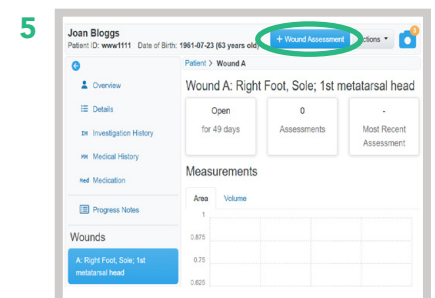 5
Joan Bloggs
Patient ID: www1111 Date of Birth: 1961-07-23 (63 years old)
+ Wound Assessment
ctions
Patient > Wound A
Overview
Details
Investigation History
Medical History
Med Medication
Progress Notes
Wounds
A: Right Foot, Sole; 1st
metatarsal head
Wound A: Right Foot, Sole; 1st metatarsal head
Open
for 49 days
0
Assessments
-
Most Recent
Assessment
Measurements
Area Volume
1
0.875
0.75
0.625